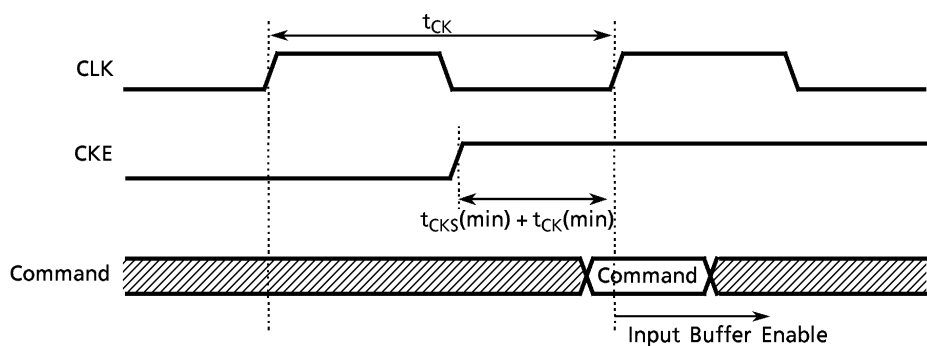 tCK
CLK
CKE
tCKS(min) + tCK(min)
Command
Command
Input Buffer Enable